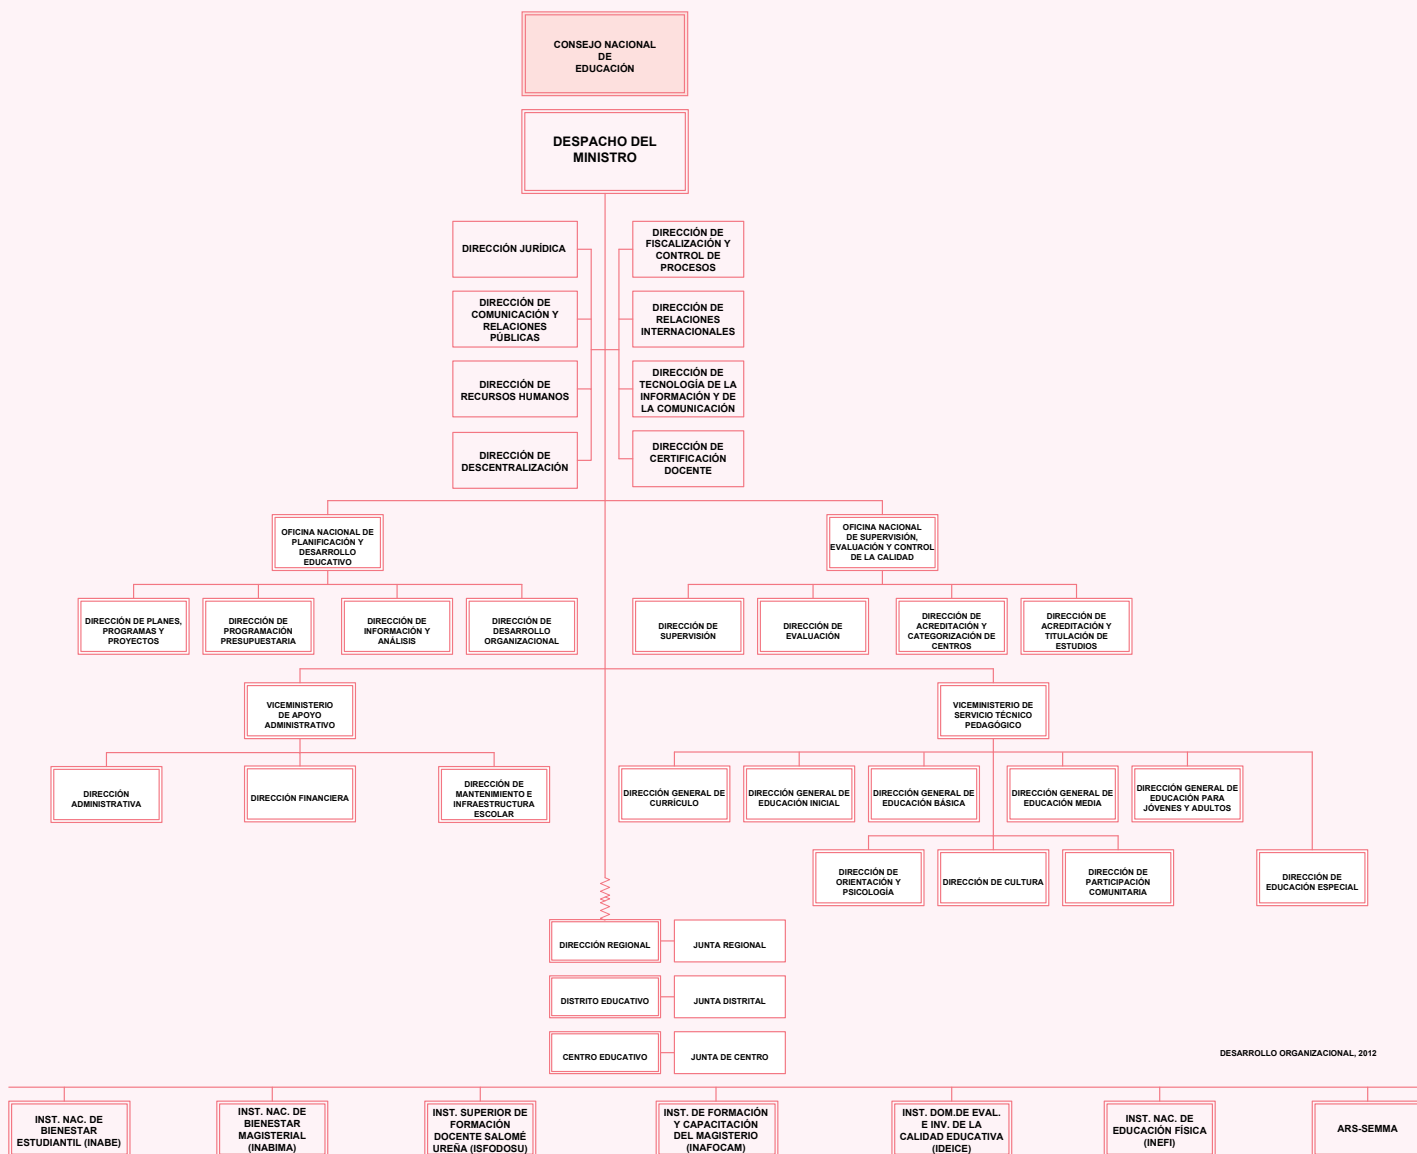 CONSEJO NACIONAL
DE
EDUCACIÓN
DESPACHO DEL
MINISTRO
DIRECCIÓN JURÍDICA
DIRECCIÓN DE
FISCALIZACIÓN Y
CONTROL DE
PROCESOS
DIRECCIÓN DE
COMUNICACIÓN Y
RELACIONES
PÚBLICAS
DIRECCIÓN DE
RELACIONES
INTERNACIONALES
DIRECCIÓN DE
RECURSOS HUMANOS
DIRECCIÓN DE
TECNOLOGÍA DE LA
INFORMACIÓN Y DE
LA COMUNICACIÓN
DIRECCIÓN DE
DESCENTRALIZACIÓN
DIRECCIÓN DE
CERTIFICACIÓN
DOCENTE
OFICINA NACIONAL DE
PLANIFICACIÓN Y
DESARROLLO
EDUCATIVO
OFICINA NACIONAL
DE SUPERVISIÓN,
EVALUACIÓN Y CONTROL
DE LA CALIDAD
DIRECCIÓN DE PLANES,
PROGRAMAS Y
PROYECTOS
DIRECCIÓN DE
PROGRAMACIÓN
PRESUPUESTARIA
DIRECCIÓN DE
INFORMACIÓN Y
ANÁLISIS
DIRECCIÓN DE
DESARROLLO
ORGANIZACIONAL
DIRECCIÓN DE
SUPERVISIÓN
DIRECCIÓN DE
EVALUACIÓN
DIRECCIÓN DE
ACREDITACIÓN Y
CATEGORIZACIÓN DE
CENTROS
DIRECCIÓN DE
ACREDITACIÓN Y
TITULACIÓN DE
ESTUDIOS
VICEMINISTERIO
DE APOYO
ADMINISTRATIVO
VICEMINISTERIO DE
SERVICIO TÉCNICO
PEDAGÓGICO
DIRECCIÓN
ADMINISTRATIVA
DIRECCIÓN FINANCIERA
DIRECCIÓN DE
MANTENIMIENTO E
INFRAESTRUCTURA
ESCOLAR
DIRECCIÓN GENERAL DE
CURRÍCULO
DIRECCIÓN GENERAL DE
EDUCACIÓN INICIAL
DIRECCIÓN GENERAL DE
EDUCACIÓN BÁSICA
DIRECCIÓN GENERAL DE
EDUCACIÓN MEDIA
DIRECCIÓN GENERAL DE
EDUCACIÓN PARA
JÓVENES Y ADULTOS
DIRECCIÓN DE
ORIENTACIÓN Y
PSICOLOGÍA
DIRECCIÓN DE CULTURA
DIRECCIÓN DE
PARTICIPACIÓN
COMUNITARIA
DIRECCIÓN DE
EDUCACIÓN ESPECIAL
DIRECCIÓN REGIONAL
JUNTA REGIONAL
DISTRITO EDUCATIVO
JUNTA DISTRITAL
CENTRO EDUCATIVO
JUNTA DE CENTRO
DESARROLLO ORGANIZACIONAL, 2012
INST. NAC. DE
BIENESTAR
ESTUDIANTIL (INABE)
INST. NAC. DE
BIENESTAR
MAGISTERIAL
(INABIMA)
INST. SUPERIOR DE
FORMACIÓN
DOCENTE SALOMÉ
UREÑA (ISFODOSU)
INST. DE FORMACIÓN
Y CAPACITACIÓN
DEL MAGISTERIO
(INAFOCAM)
INST. DOM.DE EVAL.
E INV. DE LA
CALIDAD EDUCATIVA
(IDEICE)
INST. NAC. DE
EDUCACIÓN FÍSICA
(INEFI)
ARS-SEMMA